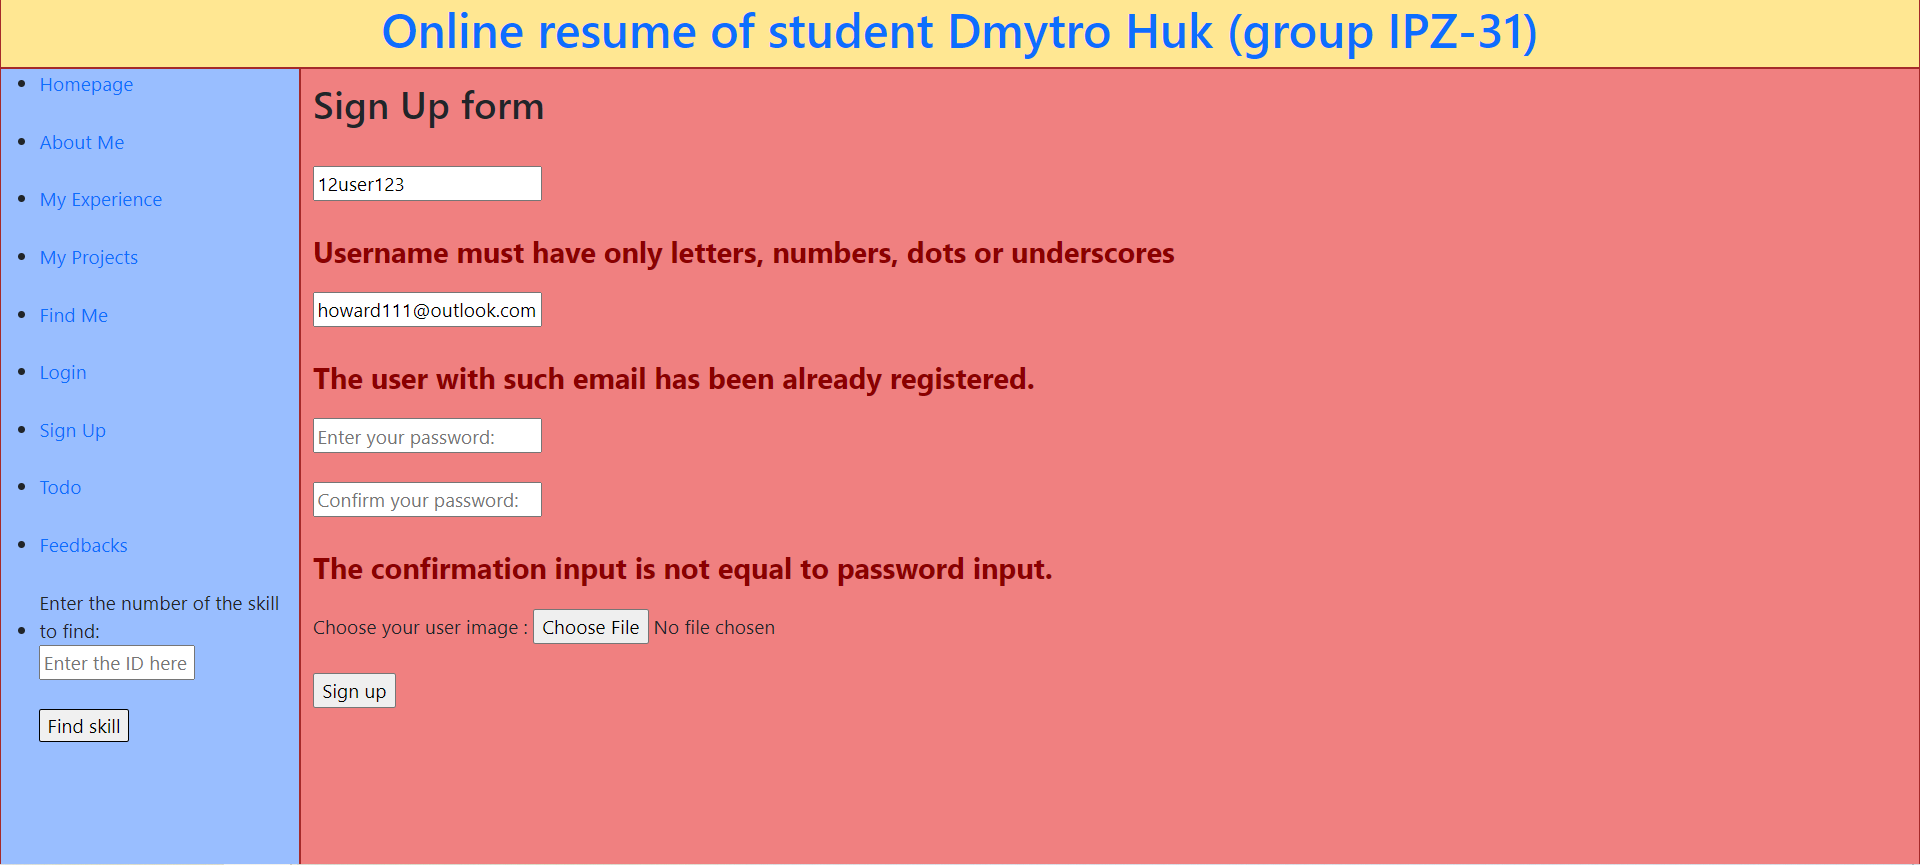 Online resume of student Dmytro Huk (group IPZ-31)
Homepage
About Me
My Experience
My Projects
Find Me
Login
Sign Up
Todo
Feedbacks
Enter the number of the skill
to find:
Enter the ID here
Find skill
Sign Up form
12user123
Username must have only letters, numbers, dots or underscores
howard111@outlook.com
The user with such email has been already registered.
Enter your password:
Confirm your password:
The confirmation input is not equal to password input.
Choose your user image : Choose File No file chosen
Sign up